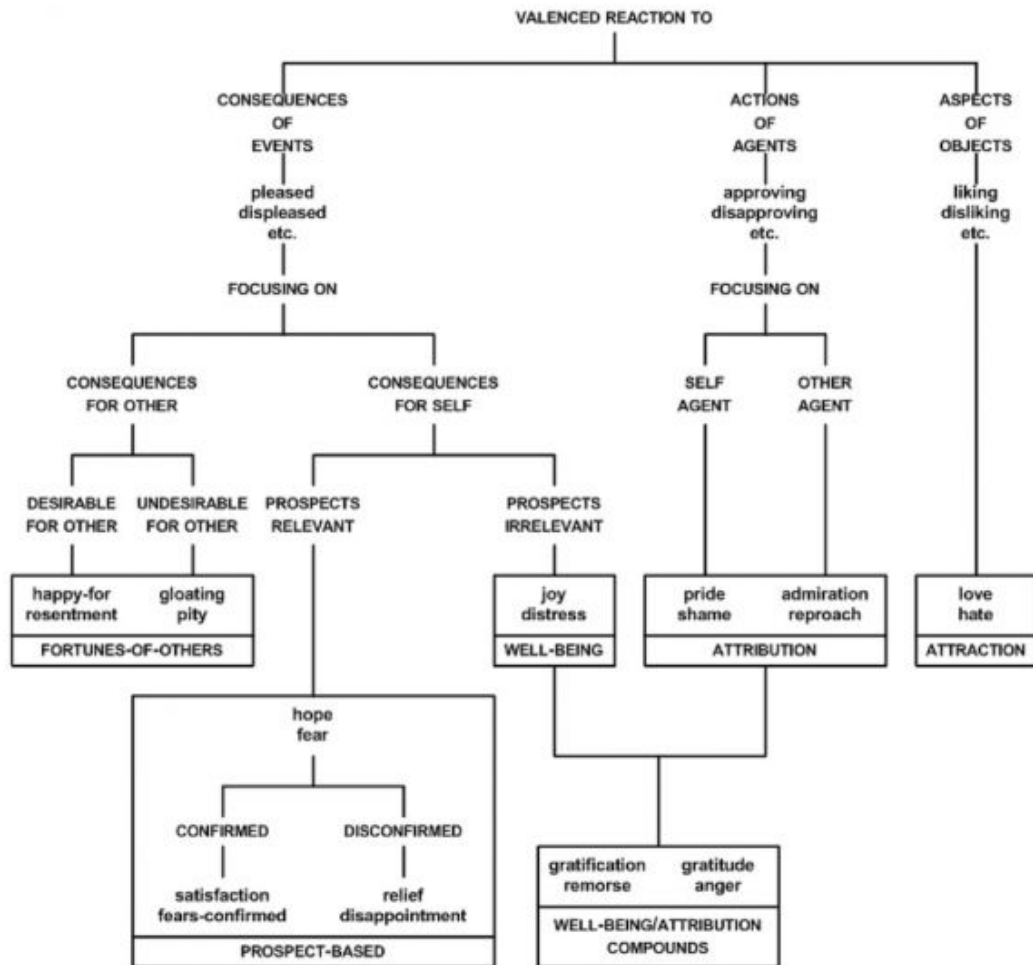 VALENCED REACTION TO
CONSEQUENCES
OF
EVENTS
ACTIONS
OF
AGENTS
ASPECTS
OF
OBJECTS
pleased
displeased
etc.
approving
disapproving
etc.
liking
disliking
etc.
FOCUSING ON
FOCUSING ON
CONSEQUENCES
FOR OTHER
CONSEQUENCES
FOR SELF
SELF
AGENT
OTHER
AGENT
DESIRABLE
FOR OTHER
UNDESIRABLE
FOR OTHER
PROSPECTS
RELEVANT
PROSPECTS
IRRELEVANT
happy-for
resentment
gloating
pity
FORTUNES-OF-OTHERS
joy
distress
WELL-BEING
pride
shame
admiration
reproach
ATTRIBUTION
love
hate
ATTRACTION
hope
fear
CONFIRMED
DISCONFIRMED
satisfaction
fears-confirmed
relief
disappointment
PROSPECT-BASED
gratification
remorse
gratitude
anger
WELL-BEING/ATTRIBUTION
COMPOUNDS